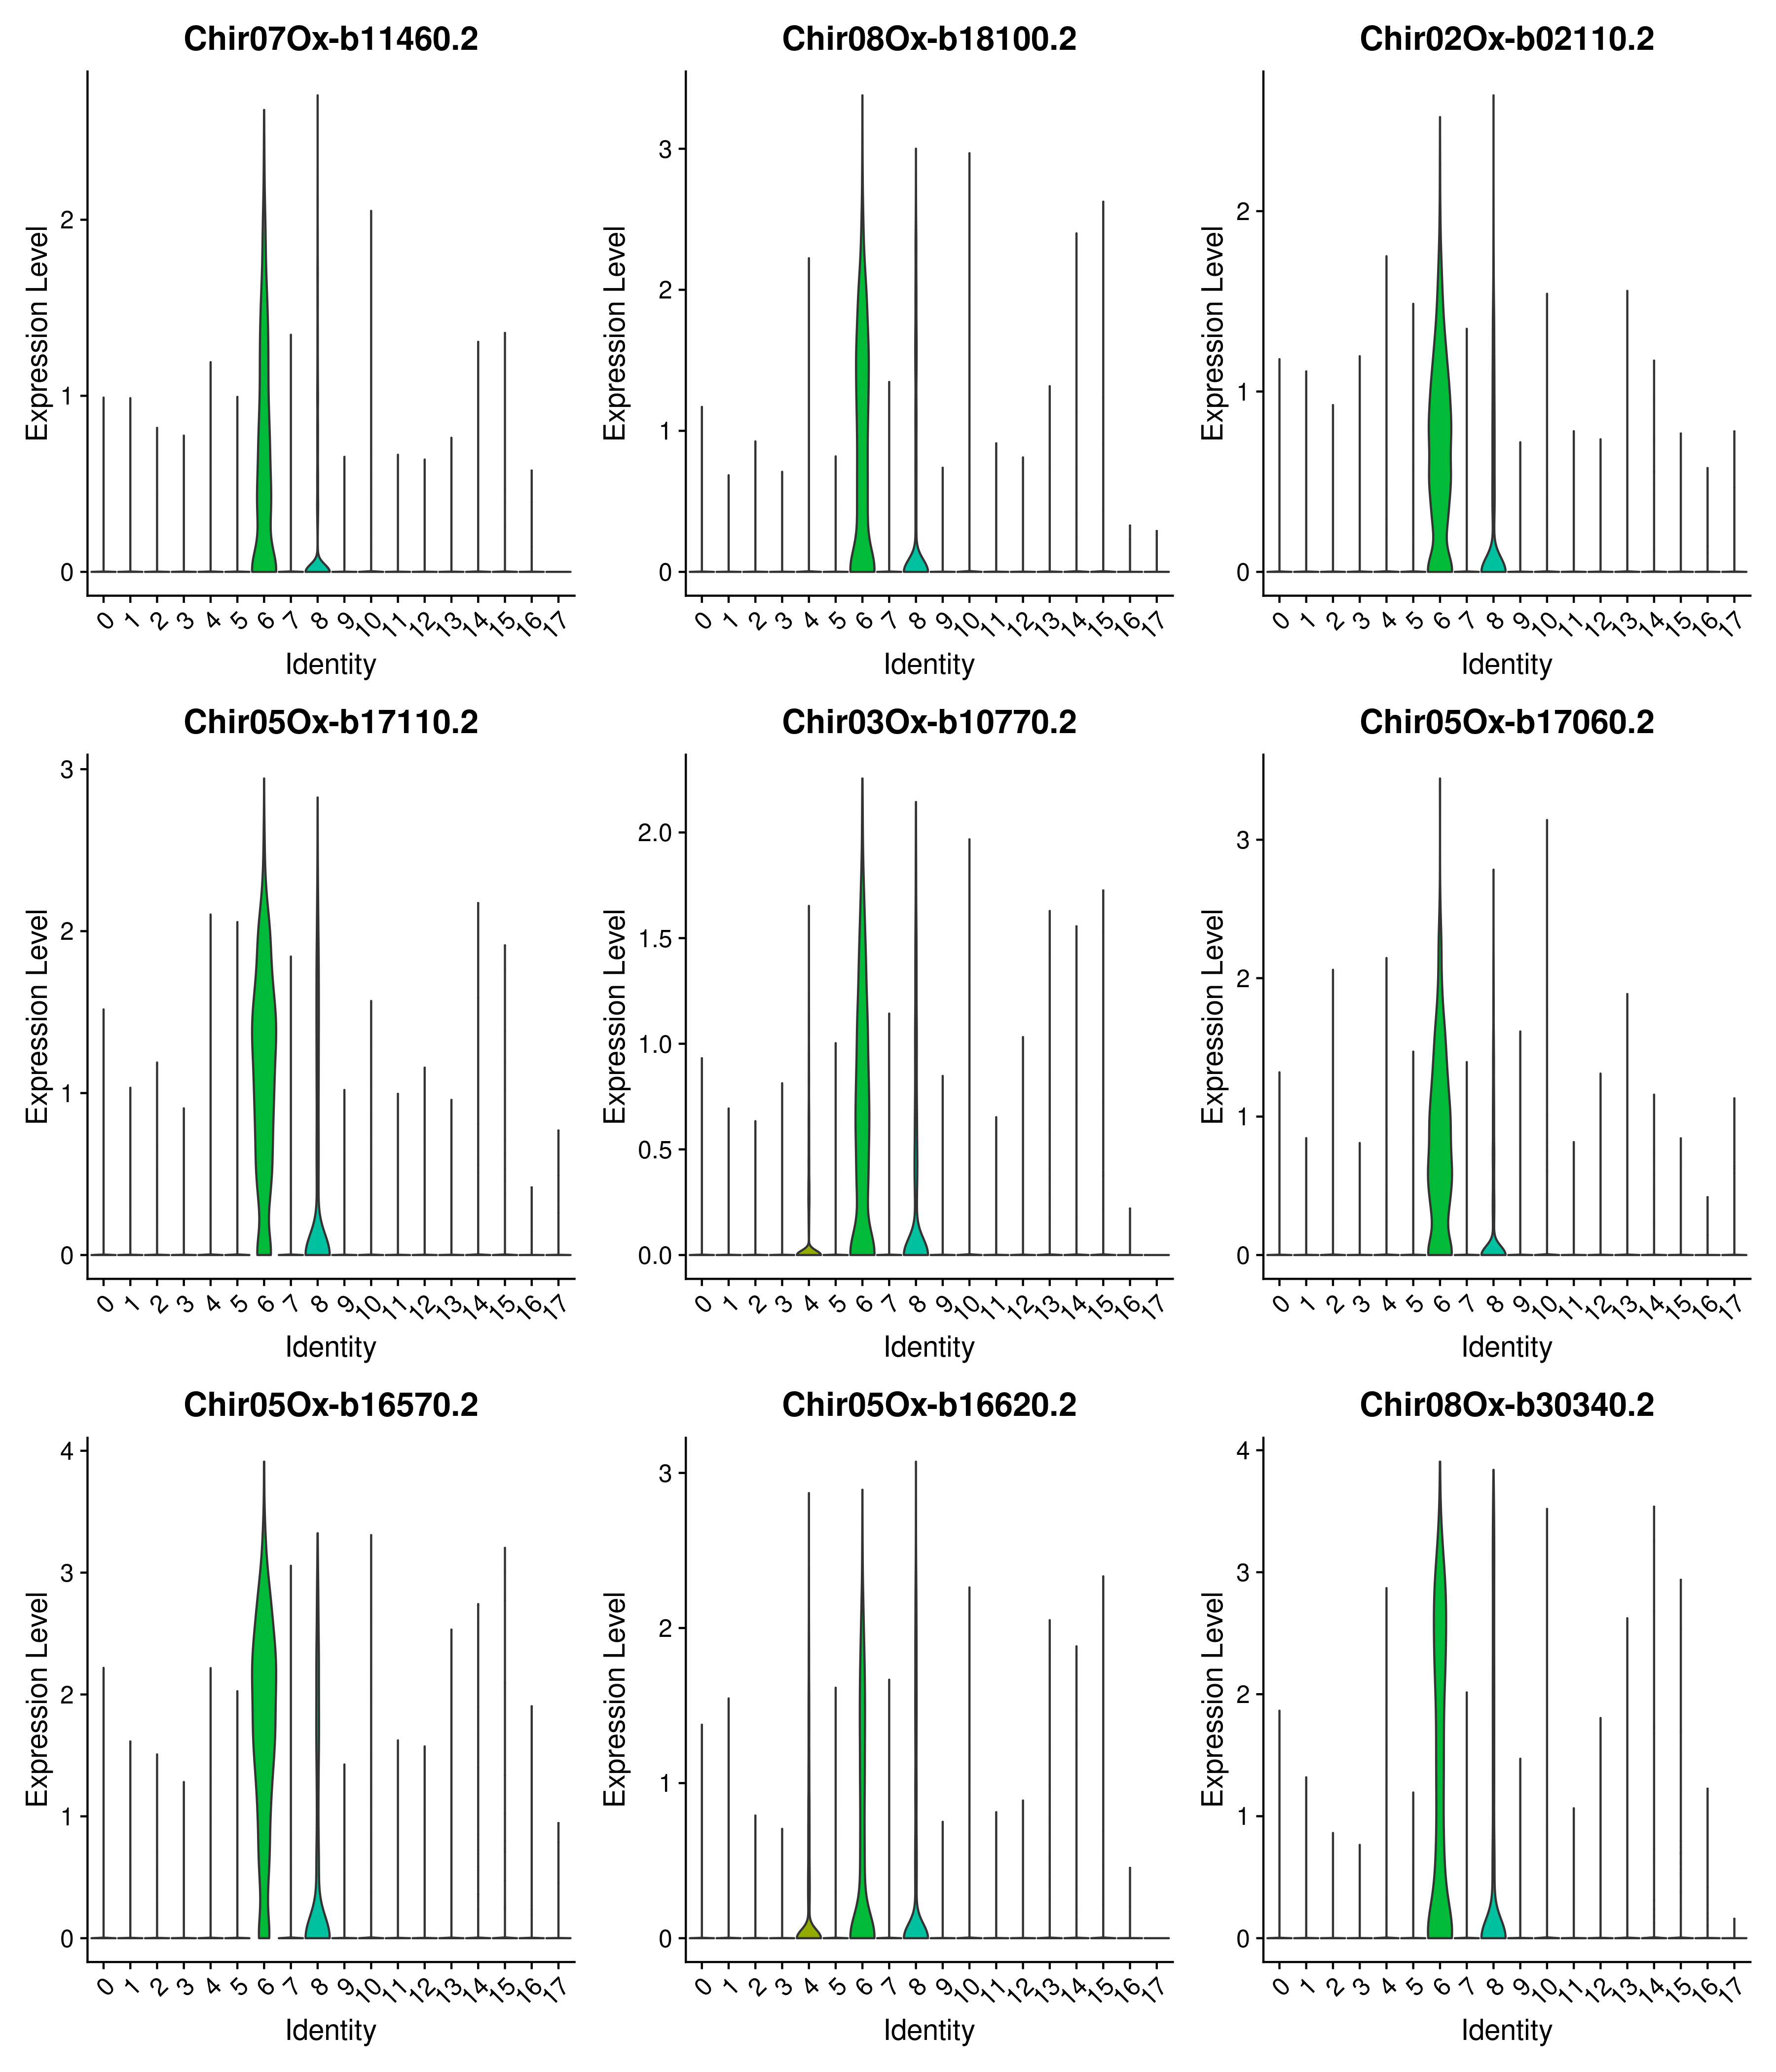 Chir07Ox-b11460.2
Expression Level
2
1
0
0 1 2 3 4 5 6 7 8 9 10 11 12 13 14 15 16 17
Identity
Chir08Ox-b18100.2
Expression Level
3
2
1
0
0 1 2 3 4 5 6 7 8 9 10 11 12 13 14 15 16 17
Identity
Chir02Ox-b02110.2
Expression Level
2
1
0
0 1 2 3 4 5 6 7 8 9 10 11 12 13 14 15 16 17
Identity
Chir05Ox-b17110.2
Expression Level
3
2
1
0
0 1 2 3 4 5 6 7 8 9 10 11 12 13 14 15 16 17
Identity
Chir03Ox-b10770.2
Expression Level
2.0
1.5
1.0
0.5
0.0
0 1 2 3 4 5 6 7 8 9 10 11 12 13 14 15 16 17
Identity
Chir05Ox-b17060.2
Expression Level
3
2
1
0
0 1 2 3 4 5 6 7 8 9 10 11 12 13 14 15 16 17
Identity
Chir05Ox-b16570.2
Expression Level
4
3
2
1
0
0 1 2 3 4 5 6 7 8 9 10 11 12 13 14 15 16 17
Identity
Chir05Ox-b16620.2
Expression Level
3
2
1
0
0 1 2 3 4 5 6 7 8 9 10 11 12 13 14 15 16 17
Identity
Chir08Ox-b30340.2
Expression Level
4
3
2
1
0
0 1 2 3 4 5 6 7 8 9 10 11 12 13 14 15 16 17
Identity